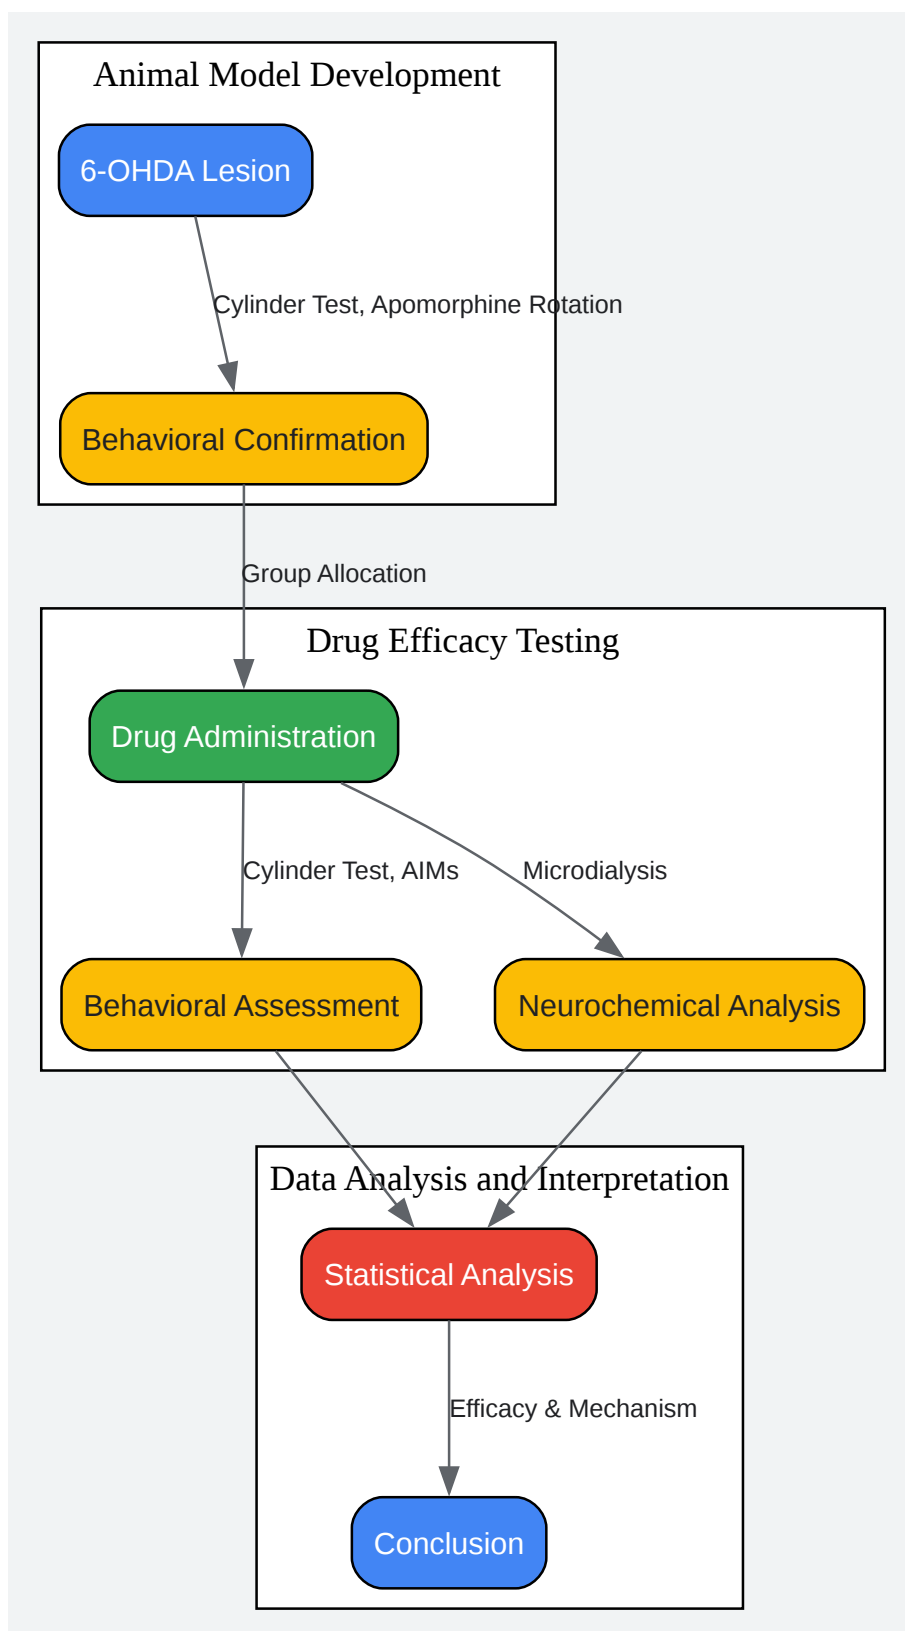 Animal Model Development
6-OHDA Lesion
Cylinder Test, Apomorphine Rotation
Behavioral Confirmation
Group Allocation
Drug Efficacy Testing
Drug Administration
Cylinder Test, AIMs
Microdialysis
Behavioral Assessment
Neurochemical Analysis
Data Analysis and Interpretation
Statistical Analysis
Efficacy & Mechanism
Conclusion